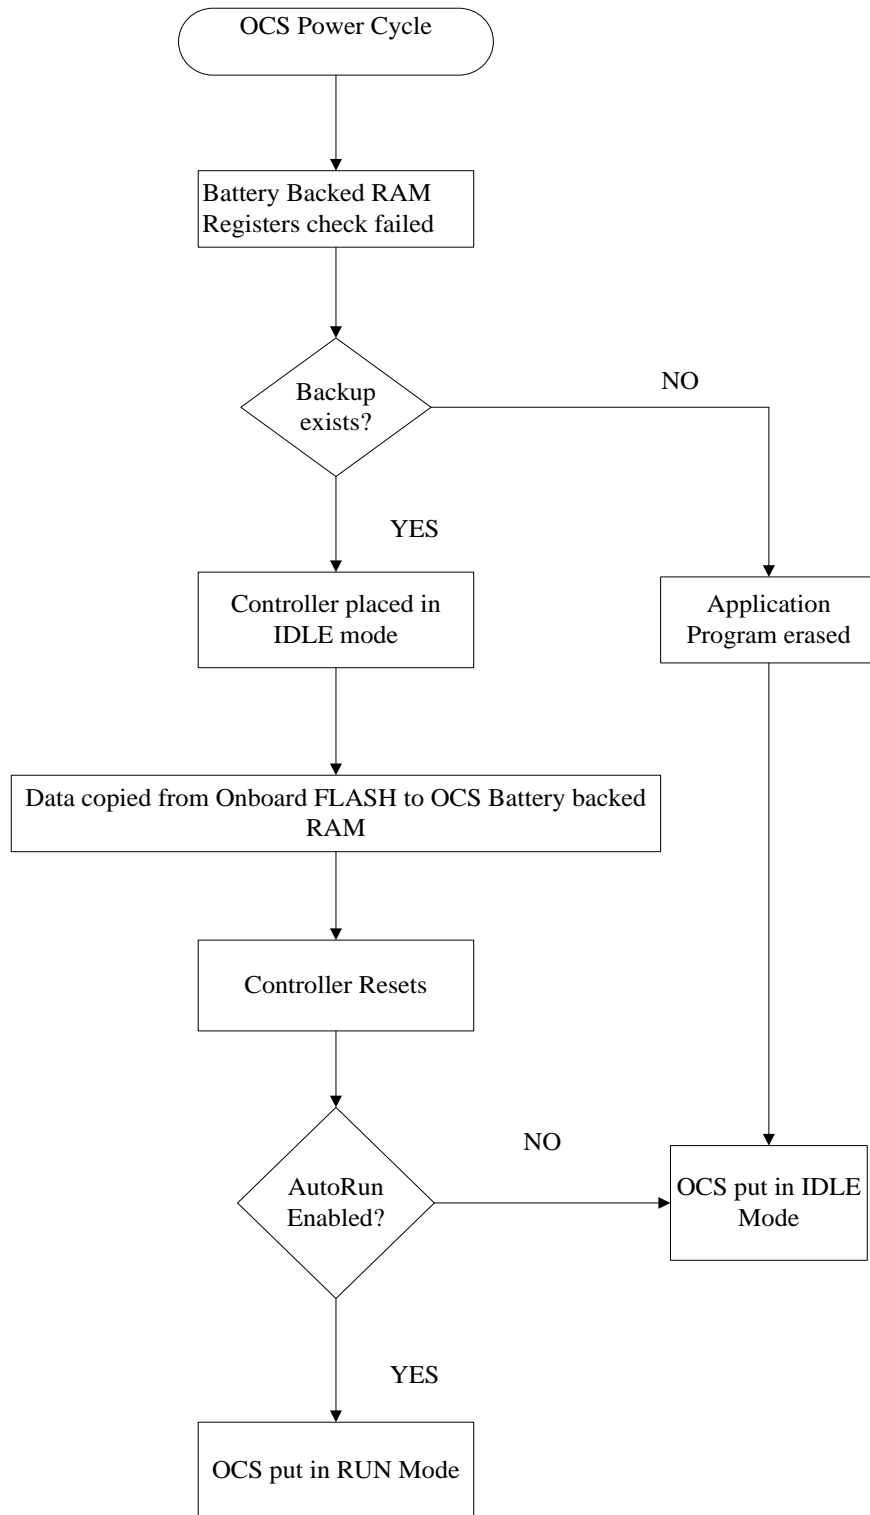 OCS Power Cycle
Battery Backed RAM
Registers check failed
Backup
exists?
NO
YES
Controller placed in
IDLE mode
Application
Program erased
Data copied from Onboard FLASH to OCS Battery backed
RAM
Controller Resets
AutoRun
Enabled?
NO
OCS put in IDLE
Mode
YES
OCS put in RUN Mode